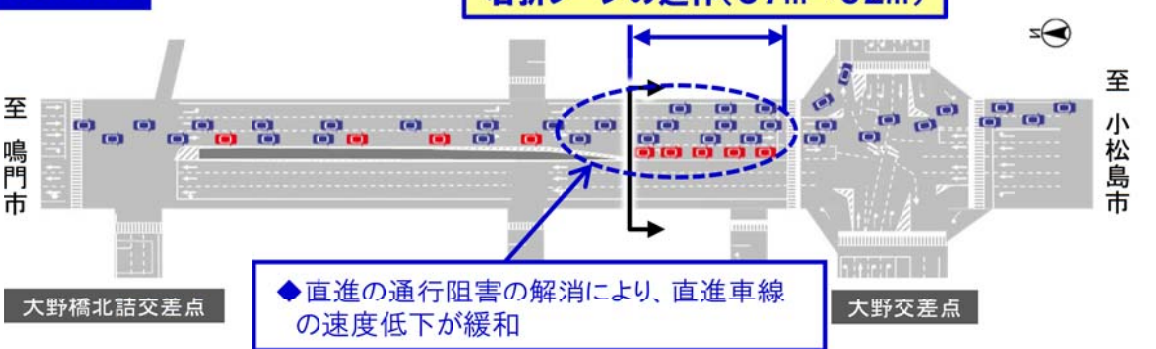 至 鳴門市
至 小松島市
◆直進の通行阻害の解消により、直進車線
の速度低下が緩和
大野橋北詰交差点
大野交差点